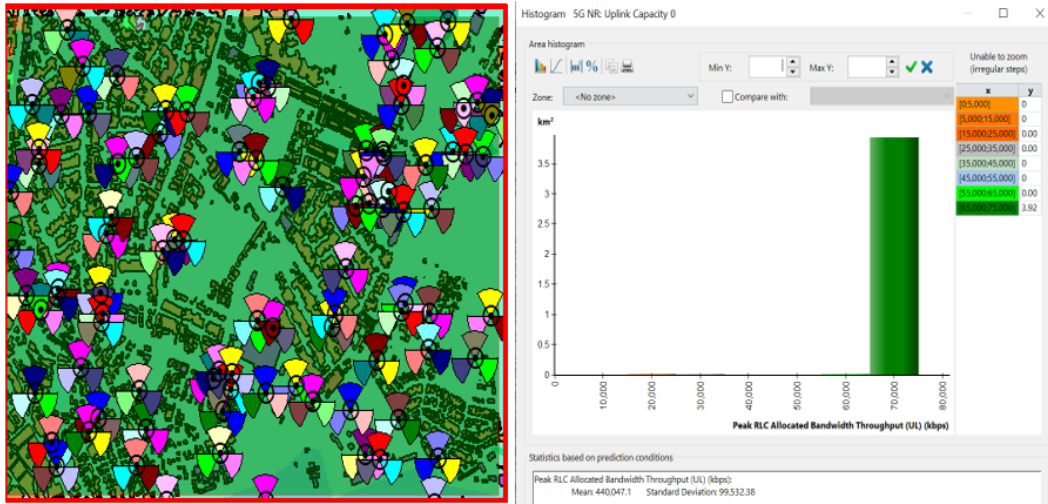 Histogram 5G NR: Uplink Capacity 0
Area histogram
Min Y:
Max Y:
Unable to zoom
(irregular steps)
Zone: <No zone>
Compare with:
x y
[0;5,000] 0
[5,000;15,000] 0
[15,000;25,000] 0.00
[25,000;35,000] 0.00
[35,000;45,000] 0
[45,000;55,000] 0
[55,000;65,000] 0.00
[65,000;75,000] 3.92
km²
3.5
3
2.5
2
1.5
1
0.5
0
0 10,000 20,000 30,000 40,000 50,000 60,000 70,000 80,000
Peak RLC Allocated Bandwidth Throughput (UL) (kbps)
Statistics based on prediction conditions
Peak RLC Allocated Bandwidth Throughput (UL) (kbps):
Mean: 440,047.1 Standard Deviation: 99,532.38